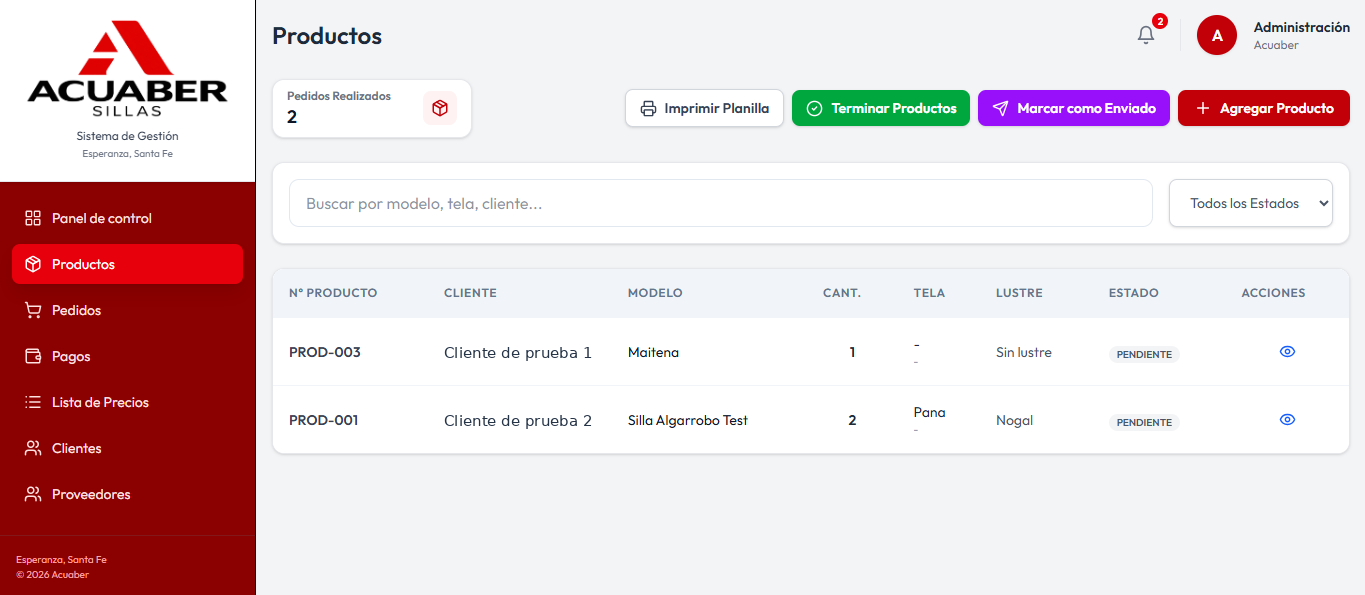 ACUABER
SILLAS
Sistema de Gestión
Esperanza, Santa Fe
Panel de control
Productos
Pedidos
Pagos
Lista de Precios
Clientes
Proveedores
Esperanza, Santa Fe
© 2026 Acuaber
Productos
2
A
Administración
Acuaber
Pedidos Realizados
2
Imprimir Planilla
Terminar Productos
Marcar como Enviado
Agregar Producto
Buscar por modelo, tela, cliente...
Todos los Estados
N° PRODUCTO CLIENTE MODELO CANT. TELA LUSTRE ESTADO ACCIONES
PROD-003 Cliente de prueba 1 Maitena 1 - Sin lustre PENDIENTE
-
PROD-001 Cliente de prueba 2 Silla Algarrobo Test 2 Pana Nogal PENDIENTE
-